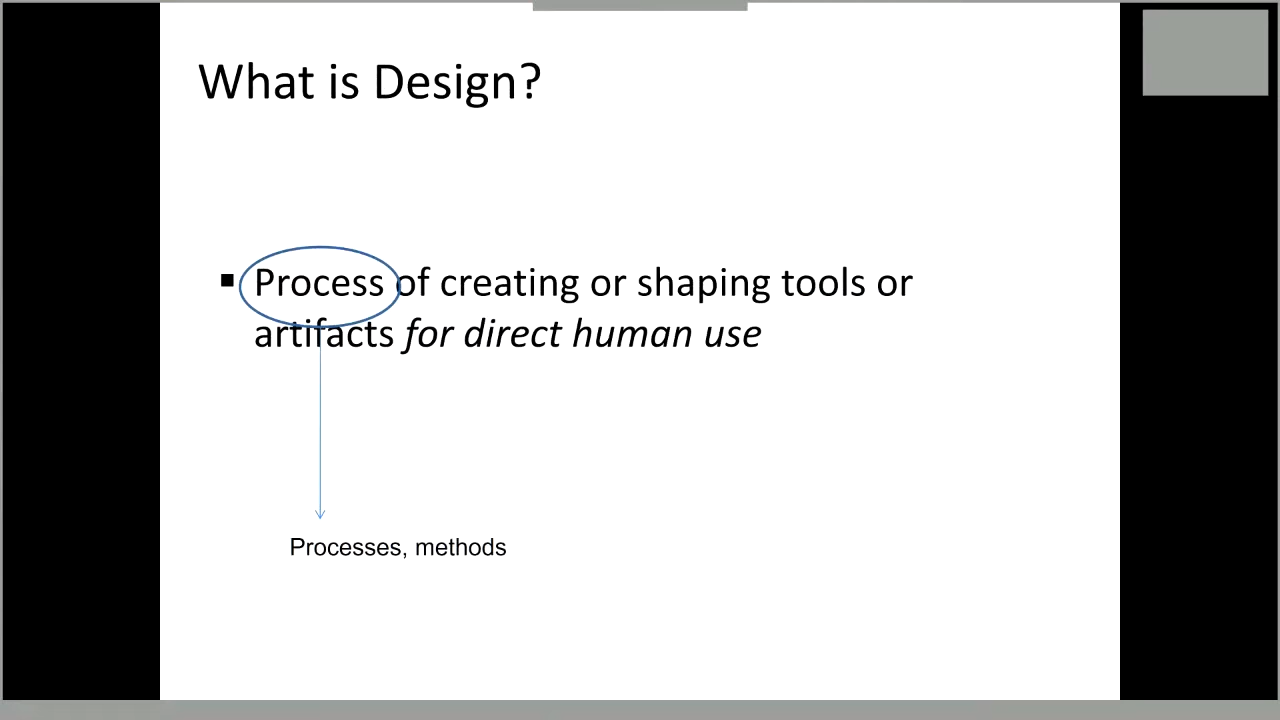 What is Design?
▪ Process of creating or shaping tools or
artifacts for direct human use
Processes, methods